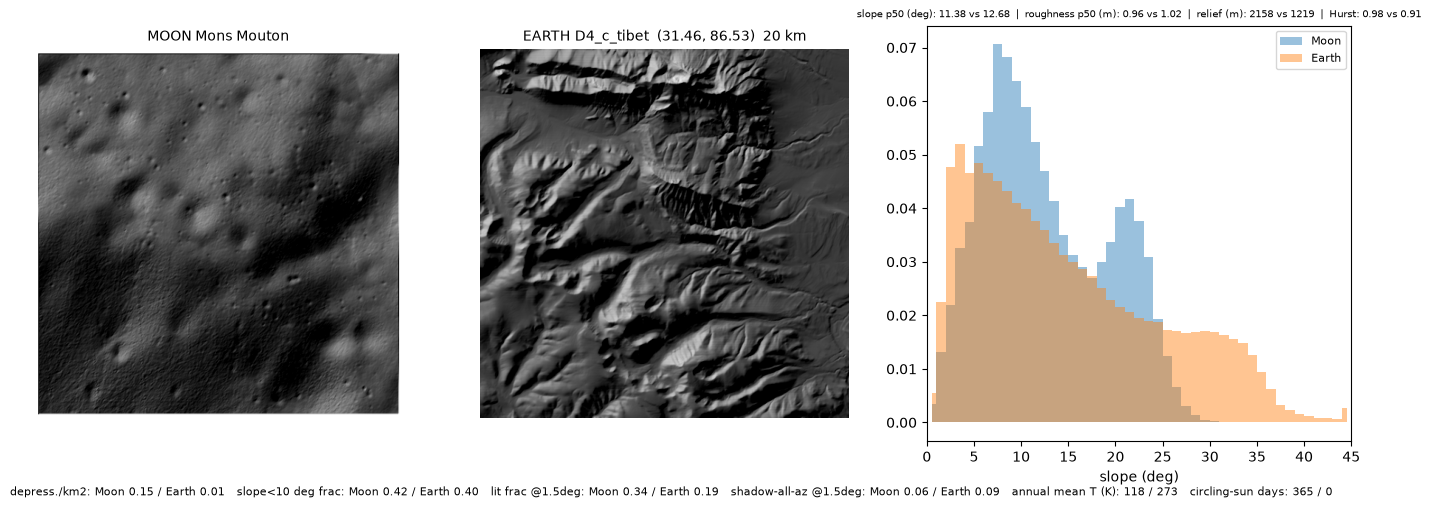 slope p50 (deg): 11.38 vs 12.68 | roughness p50 (m): 0.96 vs 1.02 | relief (m): 2158 vs 1219 | Hurst: 0.98 vs 0.91
MOON Mons Mouton
EARTH D4_c_tibet (31.46, 86.53) 20 km
Moon
Earth
0.07
0.06
0.05
0.04
0.03
0.02
0.01
0.00
0 5 10 15 20 25 30 35 40 45
slope (deg)
depress./km2: Moon 0.15 / Earth 0.01 slope<10 deg frac: Moon 0.42 / Earth 0.40 lit frac @1.5deg: Moon 0.34 / Earth 0.19 shadow-all-az @1.5deg: Moon 0.06 / Earth 0.09 annual mean T (K): 118 / 273 circling-sun days: 365 / 0